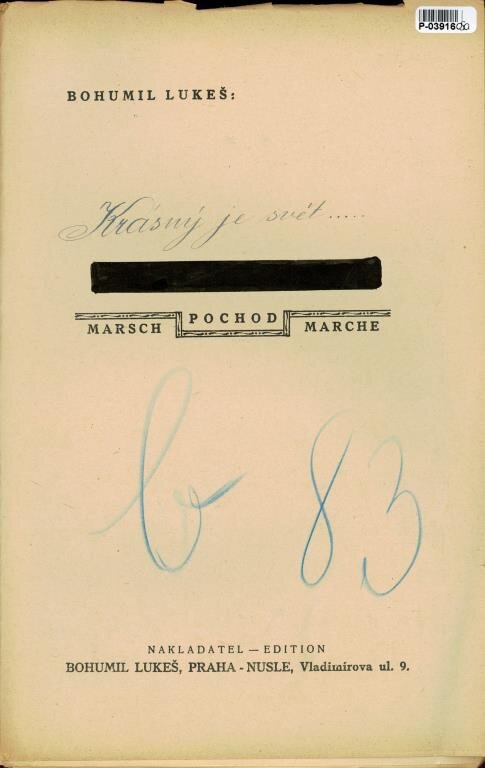 P-03916
BOHUMIL LUKEŠ:
Krásný je svět.....
MARSCH POCHOD MARCHE
b 83
NAKLADATEL — EDITION
BOHUMIL LUKEŠ, PRAHA - NUSLE, Vladimírova ul. 9.